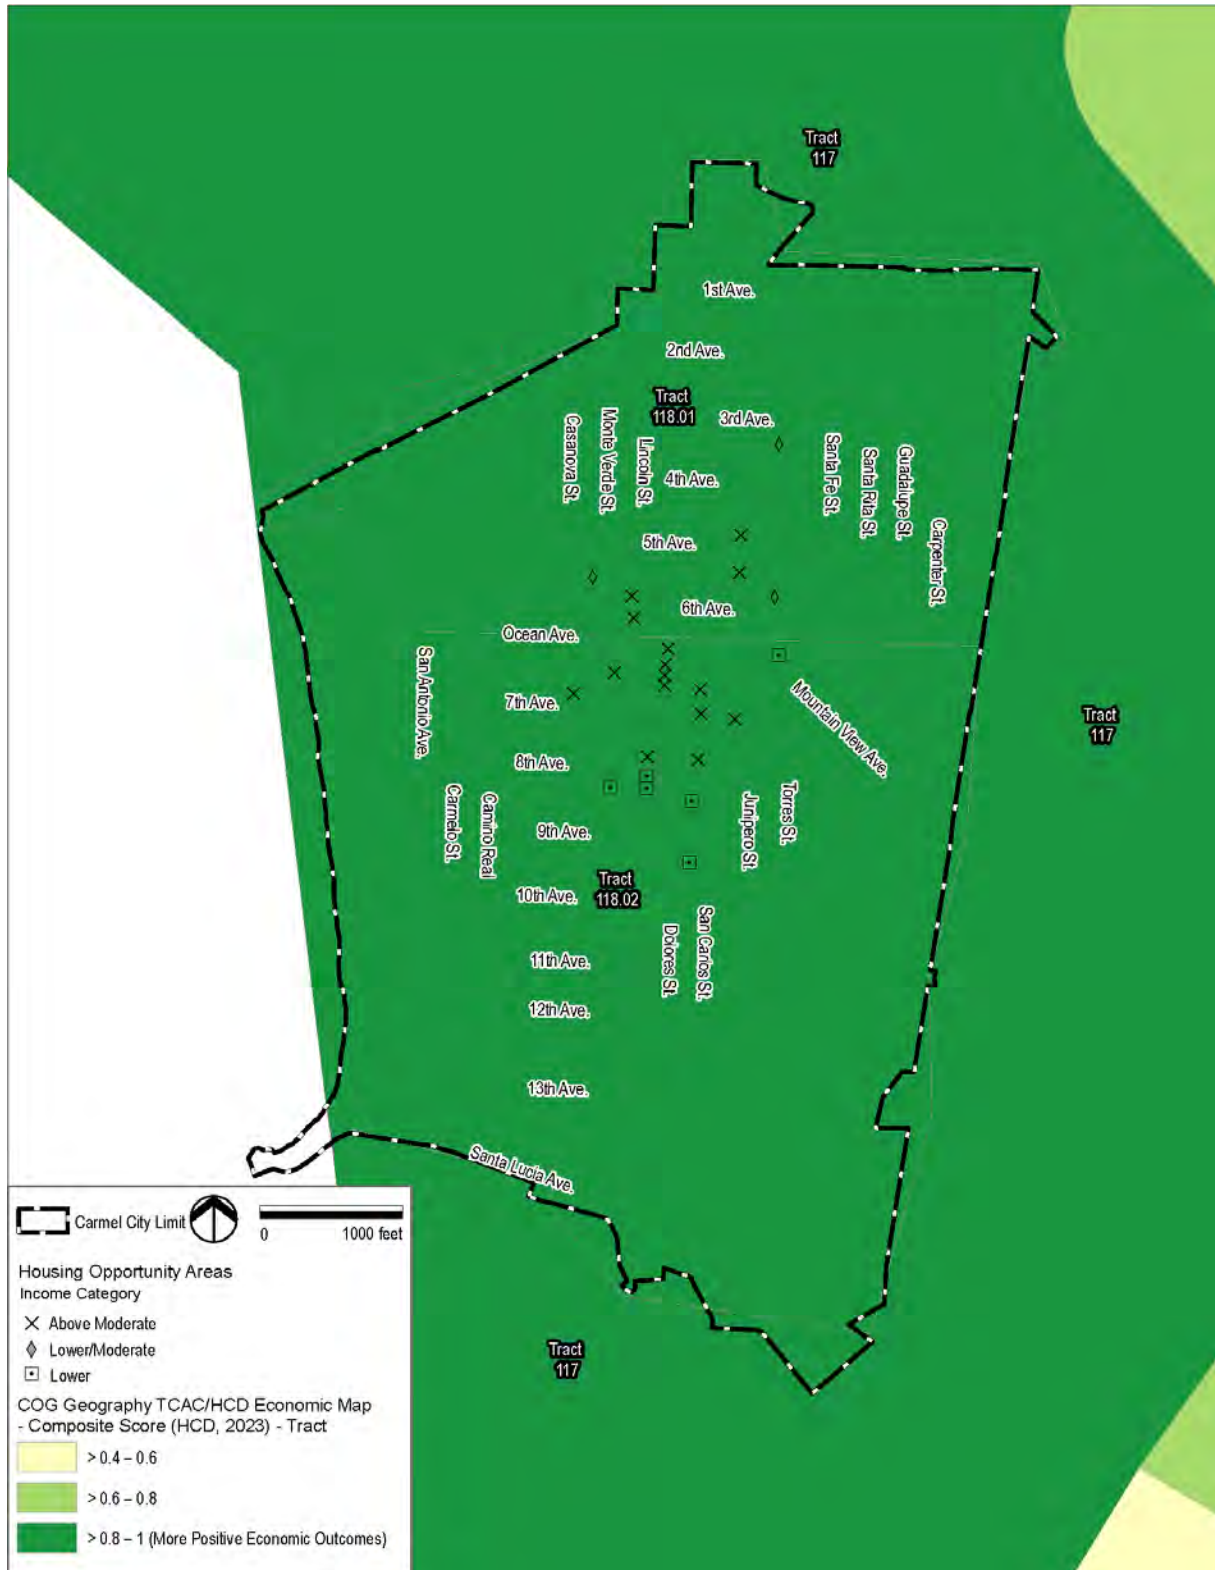 Tract
117
1st Ave.
2nd Ave.
Tract
118.01
3rd Ave.
Casanova St.
Monte Verde St.
Lincoln St.
4th Ave.
Santa Fe St.
Santa Rita St.
Guadalupe St.
Carpenter St.
5th Ave.
6th Ave.
Ocean Ave.
San Antonio Ave.
7th Ave.
Mountain View Ave.
Tract
117
8th Ave.
Carmelo St.
Camino Real
9th Ave.
Junipero St.
Torres St.
Tract
118.02
10th Ave.
Dolores St.
San Carlos St.
11th Ave.
12th Ave.
13th Ave.
Santa Lucia Ave.
Tract
117
Carmel City Limit
0 1000 feet
Housing Opportunity Areas
Income Category
Above Moderate
Lower/Moderate
Lower
COG Geography TCAC/HCD Economic Map
- Composite Score (HCD, 2023) - Tract
> 0.4 – 0.6
> 0.6 – 0.8
> 0.8 – 1 (More Positive Economic Outcomes)